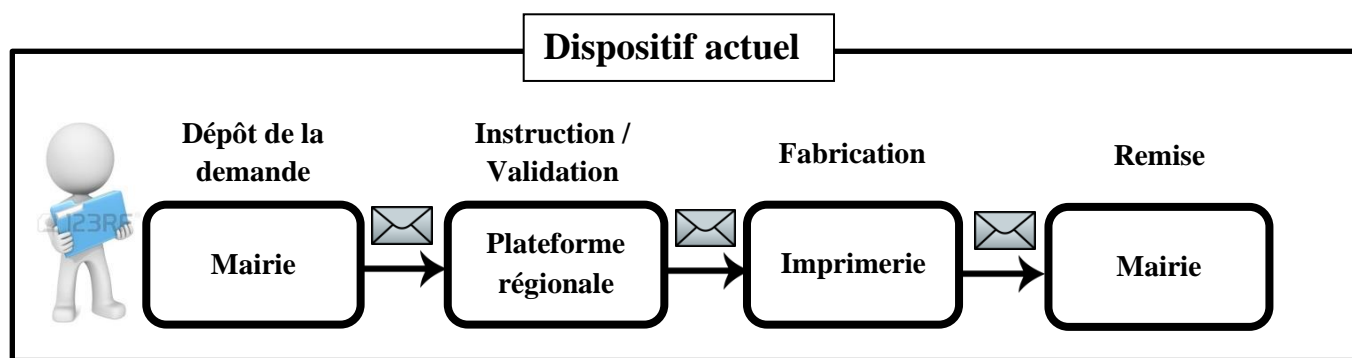 Dispositif actuel
Dépôt de la
demande
Instruction /
Validation
Fabrication
Remise
Mairie
Plateforme
régionale
Imprimerie
Mairie